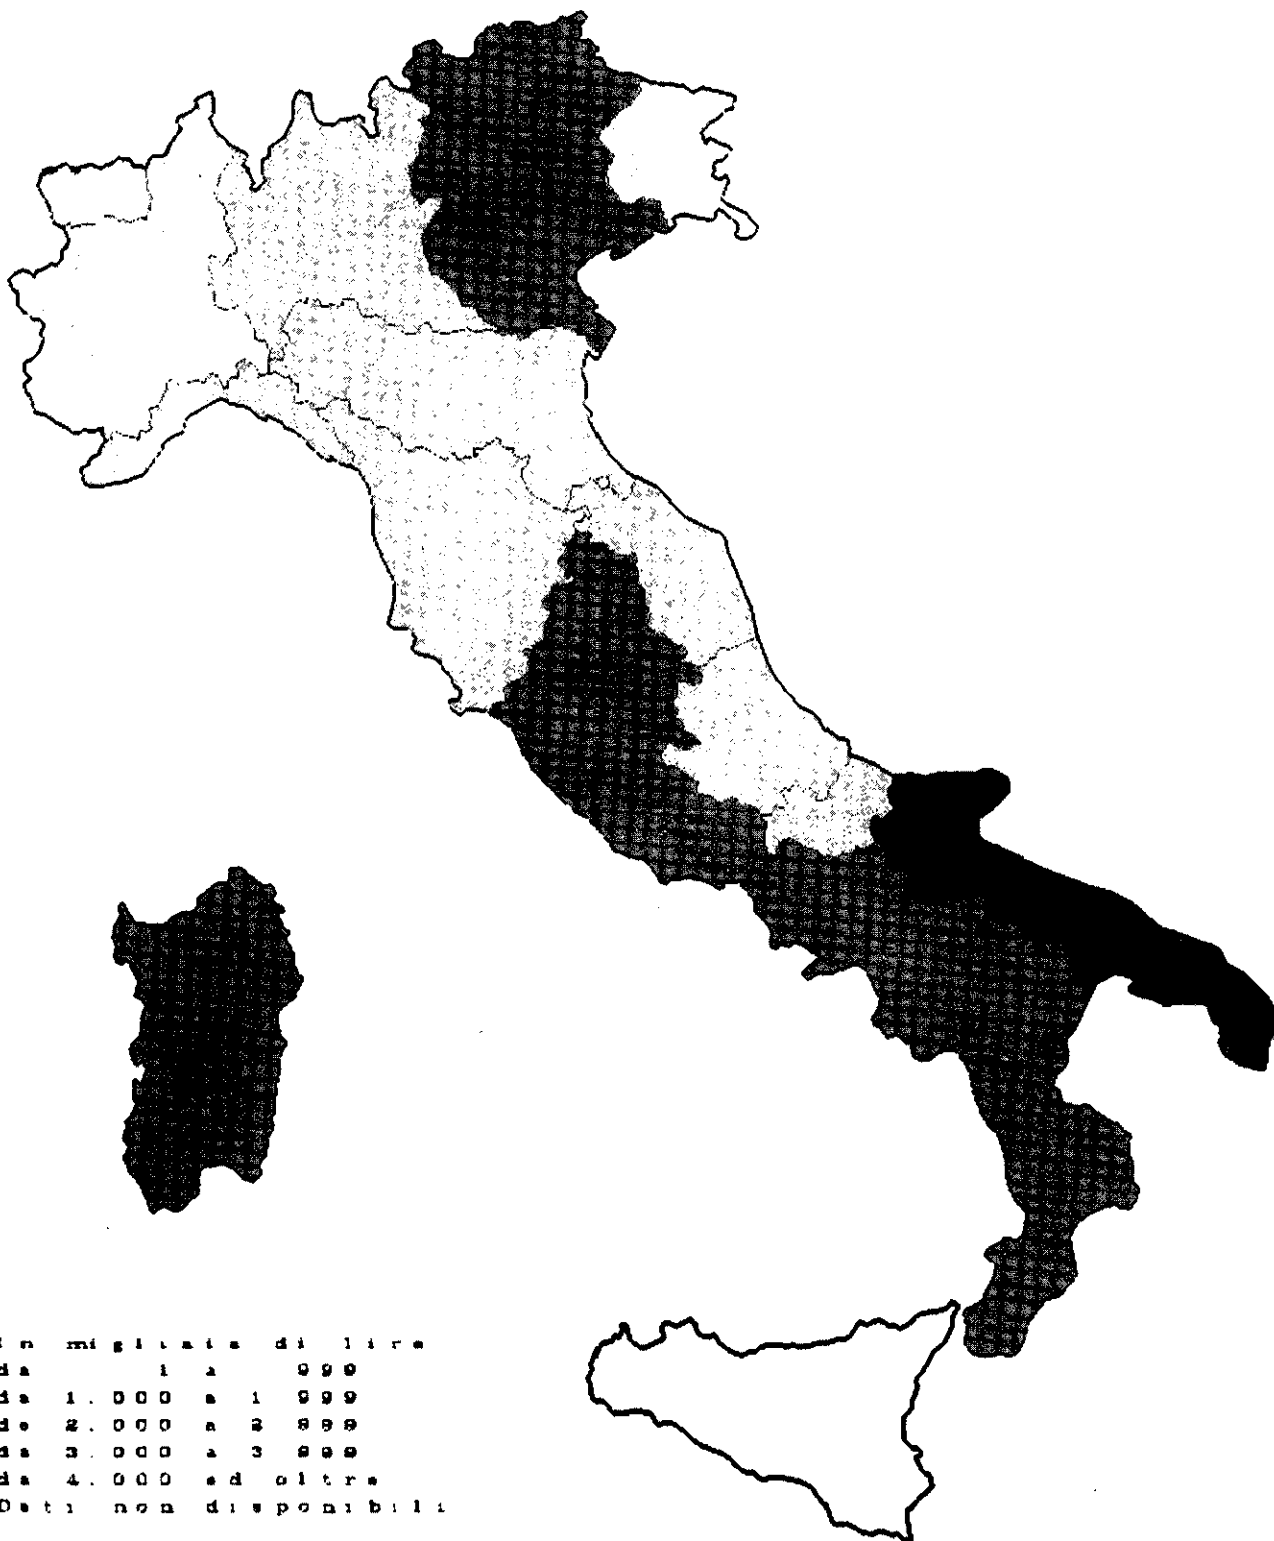 In migliaia di lire
da 1 a 999
da 1.000 a 1 999
da 2.000 a 2 999
da 3.000 a 3 999
da 4.000 ed oltre
Dati non disponibili